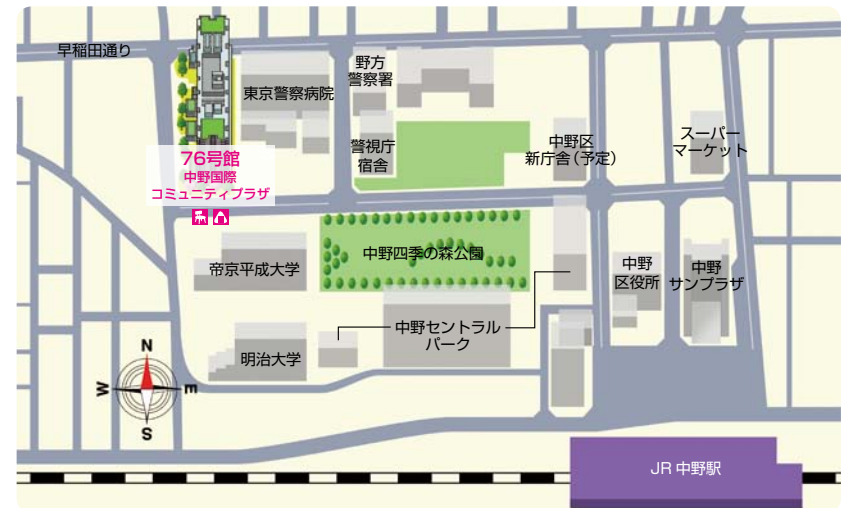 早稲田通り
東京警察病院
野方
警察署
警視庁
宿舎
中野区
新庁舎(予定)
スーパー
マーケット
76号館
中野国際
コミュニティプラザ
帝京平成大学
中野四季の森公園
中野
区役所
中野
サンプラザ
中野セントラル
パーク
明治大学
N
W
E
S
JR 中野駅